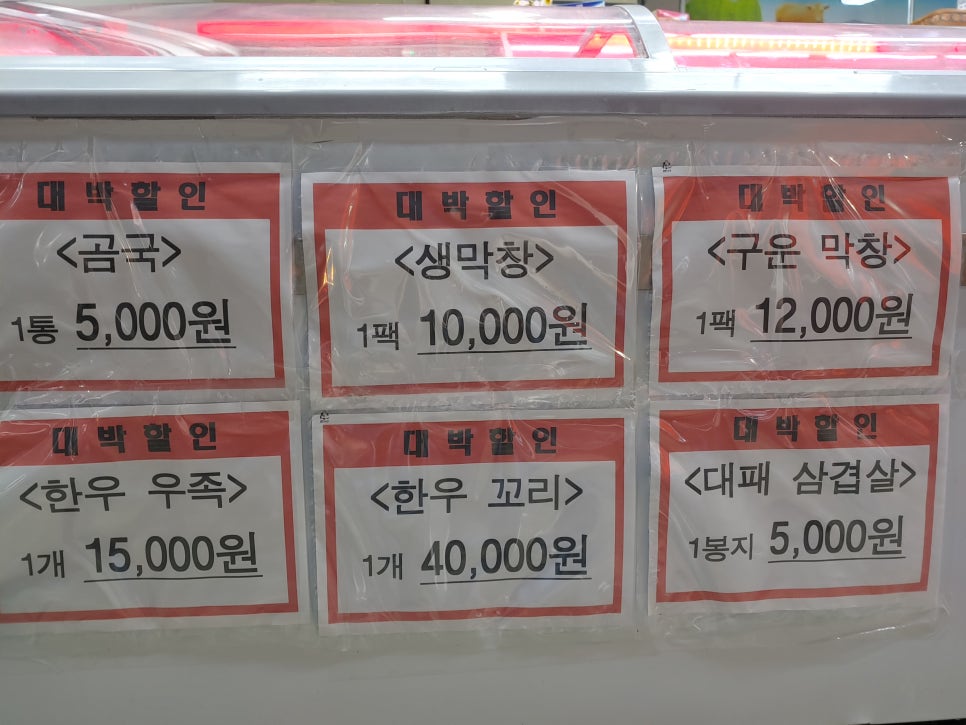 대박할인
<곰국>
1통 5,000원
대박할인
<생막창>
1팩 10,000원
대박할인
<구운 막창>
1팩 12,000원
대박할인
<한우 우족>
1개 15,000원
대박할인
<한우 꼬리>
1개 40,000원
대박할인
<대패 삼겹살>
1봉지 5,000원